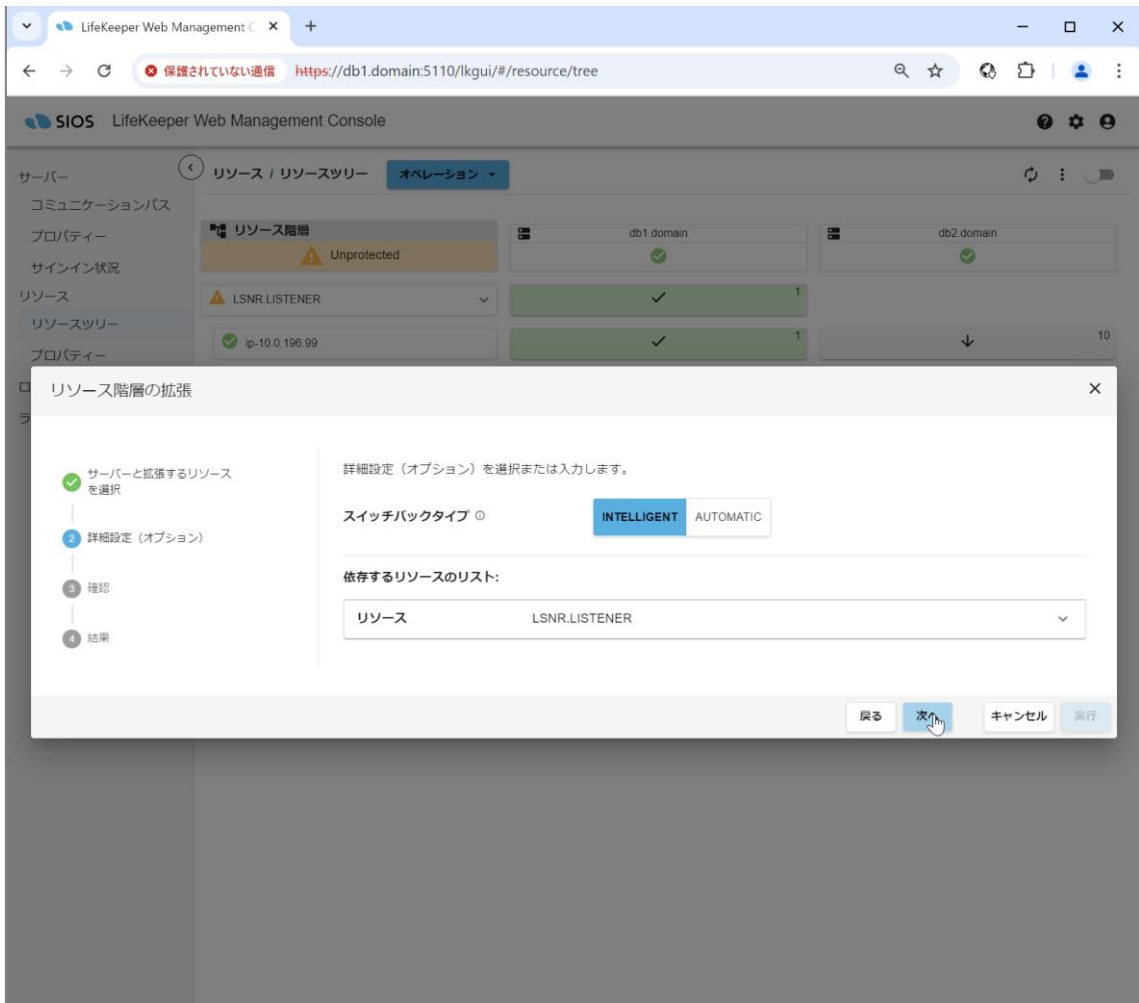 LifeKeeper Web Management C
保護されていない通信 https://db1.domain:5110/lkgui/#/resource/tree
SIOS LifeKeeper Web Management Console
サーバー
コミュニケーションパス
プロパティー
サインイン状況
リソース
リソースツリー
プロパティー
リソース / リソースツリー オペレーション
リソース階層
Unprotected
db1.domain
db2.domain
LSNR.LISTENER
1
ip-10.0.196.99
1
10
リソース階層の拡張
サーバーと拡張するリソース
を選択
2 詳細設定（オプション）
3 確認
4 結果
詳細設定（オプション）を選択または入力します。
スイッチバックタイプ INTELLIGENT AUTOMATIC
依存するリソースのリスト:
リソース LSNR.LISTENER
戻る 次へ キャンセル 実行